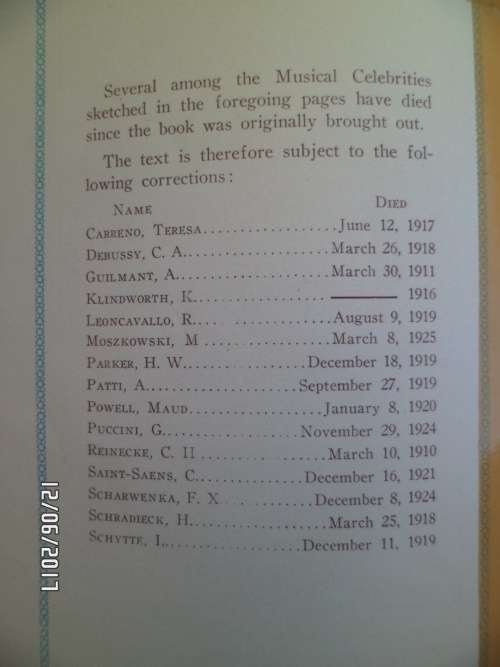 Several among the Musical Celebrities
sketched in the foregoing pages have died
since the book was originally brought out.
The text is therefore subject to the fol-
lowing corrections:
NAME DIED
CARRENO, TERESA...................June 12, 1917
DEBUSSY, C. A....................March 26, 1918
GUILMANT, A.....................March 30, 1911
KLINDWORTH, K.................. ——— 1916
LEONCAVALLO, R... ...............August 9, 1919
MOSZKOWSKI, M ................March 8, 1925
PARKER, H. W.................December 18, 1919
PATTI, A.....................September 27, 1919
POWELL, MAUD...................January 8, 1920
PUCCINI, G....................November 29, 1924
REINECKE, C. H ..................March 10, 1910
SAINT-SAENS, C................December 16, 1921
SCHARWENKA, F. X ............December 8, 1924
SCHRADIECK, H...................March 25, 1918
SCHYTTE, L....................December 11, 1919
12/06/2017